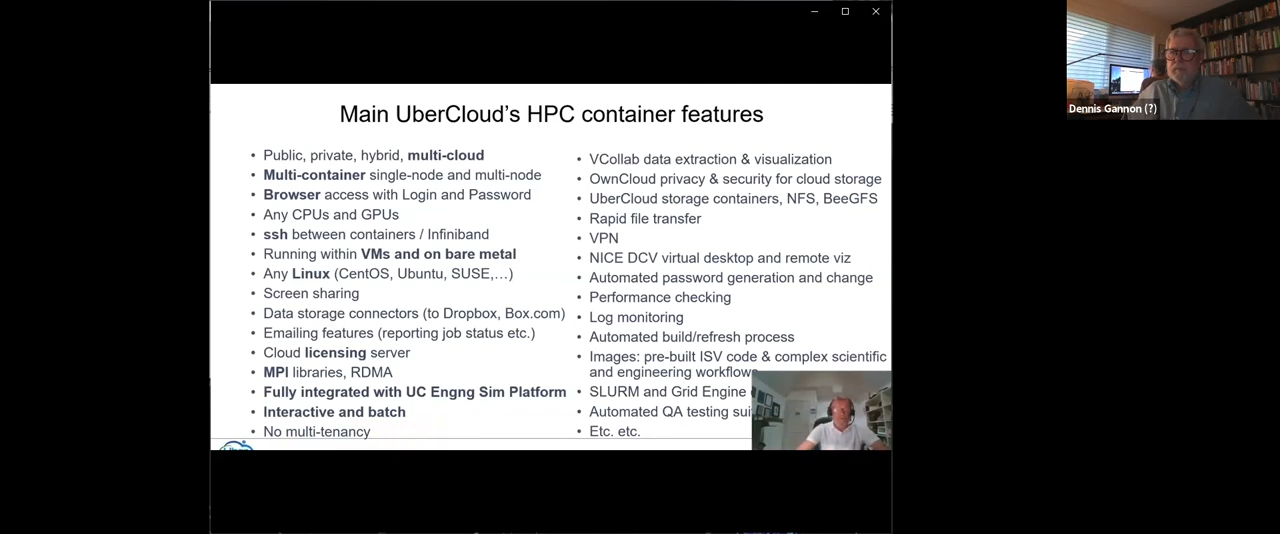 Main UberCloud's HPC container features
• Public, private, hybrid, multi-cloud
• Multi-container single-node and multi-node
• Browser access with Login and Password
• Any CPUs and GPUs
• ssh between containers / Infiniband
• Running within VMs and on bare metal
• Any Linux (CentOS, Ubuntu, SUSE,…)
• Screen sharing
• Data storage connectors (to Dropbox, Box.com)
• Emailing features (reporting job status etc.)
• Cloud licensing server
• MPI libraries, RDMA
• Fully integrated with UC Engng Sim Platform
• Interactive and batch
• No multi-tenancy
• VCollab data extraction & visualization
• OwnCloud privacy & security for cloud storage
• UberCloud storage containers, NFS, BeeGFS
• Rapid file transfer
• VPN
• NICE DCV virtual desktop and remote viz
• Automated password generation and change
• Performance checking
• Log monitoring
• Automated build/refresh process
• Images: pre-built ISV code & complex scientific
and engineering workflows
• SLURM and Grid Engine
• Automated QA testing
• Etc. etc.
Dennis Gannon (?)